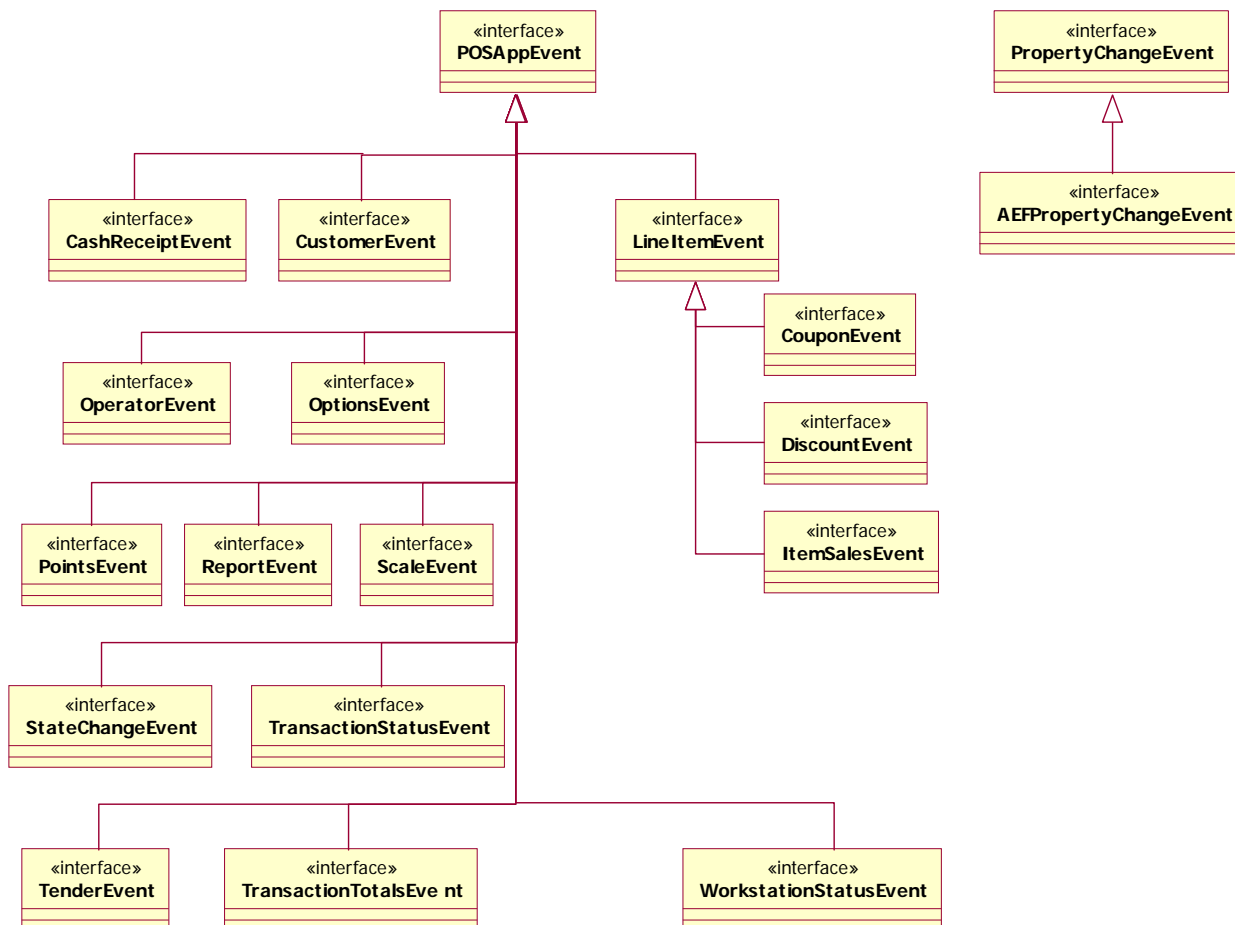 «interface»
POSAppEvent
«interface»
PropertyChangeEvent
«interface»
CashReceiptEvent
«interface»
CustomerEvent
«interface»
LineItemEvent
«interface»
AEFPropertyChangeEvent
«interface»
CouponEvent
«interface»
OperatorEvent
«interface»
OptionsEvent
«interface»
DiscountEvent
«interface»
PointsEvent
«interface»
ReportEvent
«interface»
ScaleEvent
«interface»
ItemSalesEvent
«interface»
StateChangeEvent
«interface»
TransactionStatusEvent
«interface»
TenderEvent
«interface»
TransactionTotalsEve nt
«interface»
WorkstationStatusEvent